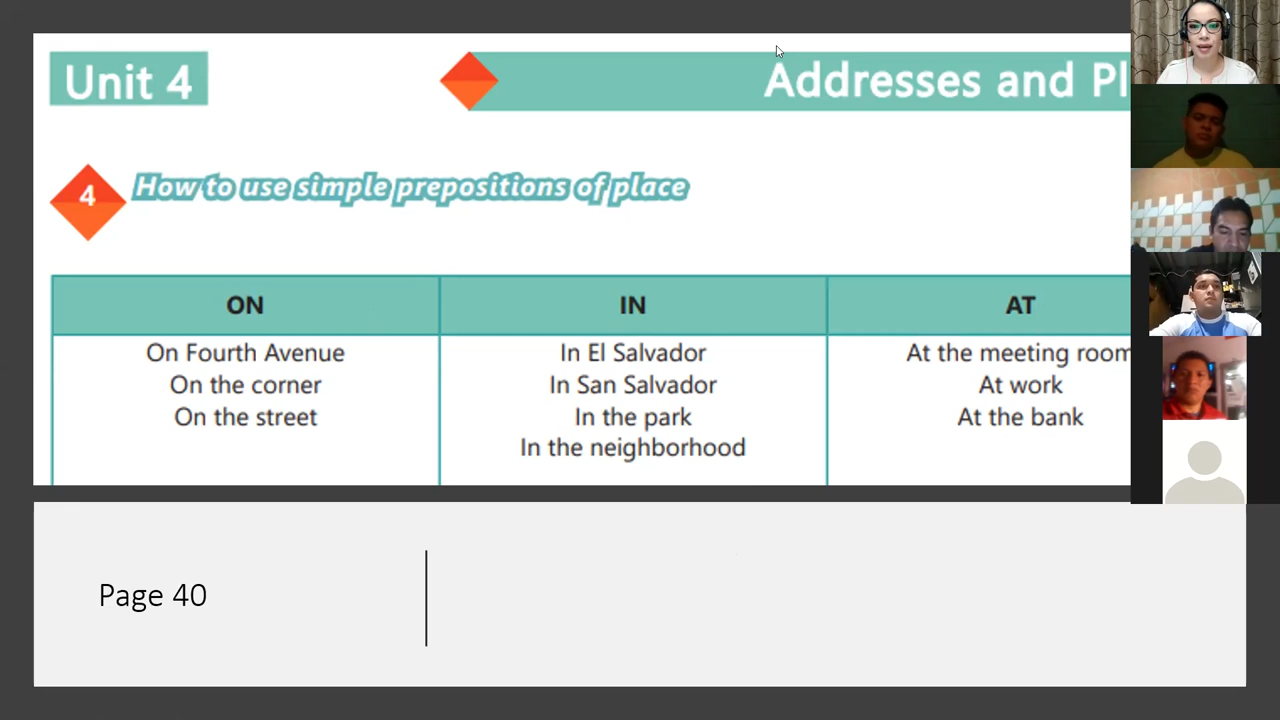 Unit 4
Addresses and Pl
4
How to use simple prepositions of place
ON
IN
AT
On Fourth Avenue
On the corner
On the street
In El Salvador
In San Salvador
In the park
In the neighborhood
At the meeting room
At work
At the bank
Page 40